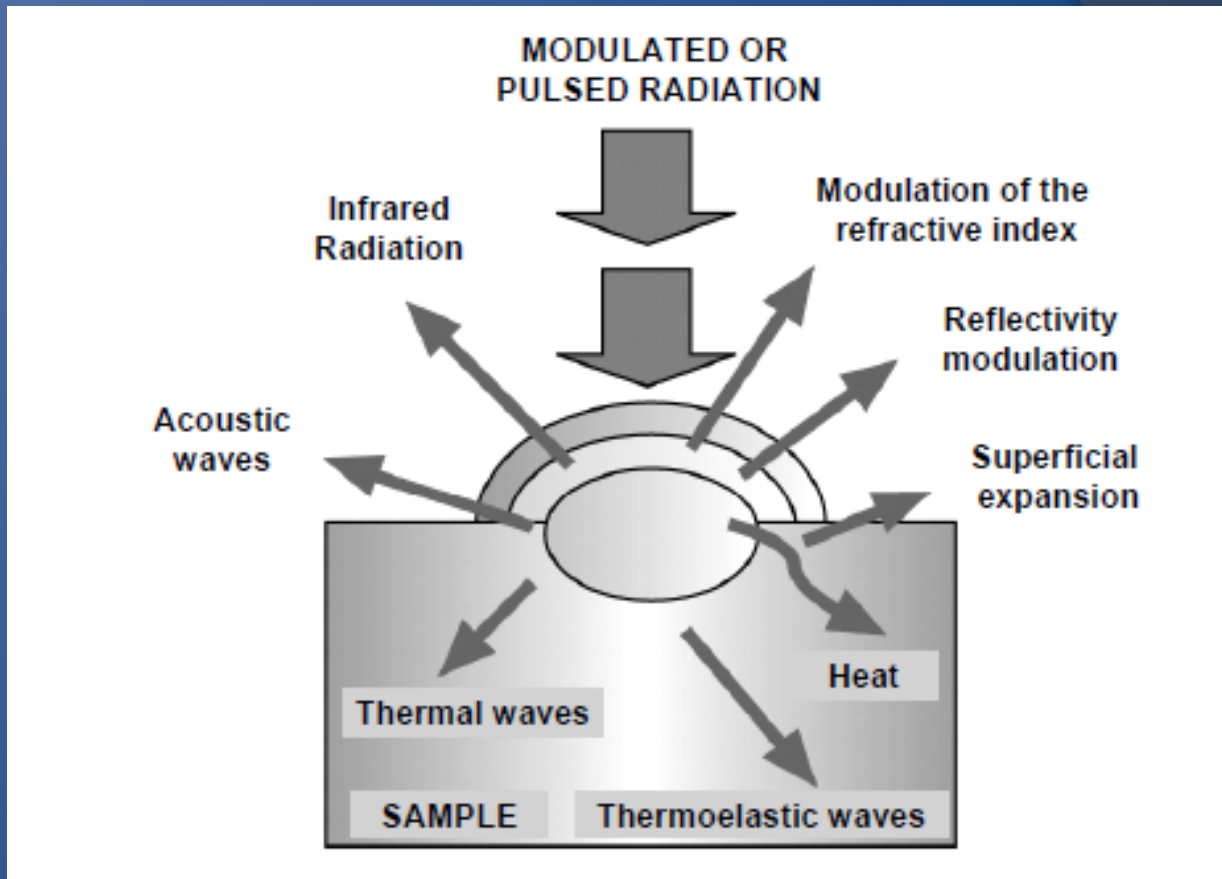 MODULATED OR
PULSED RADIATION
Infrared
Radiation
Modulation of the
refractive index
Reflectivity
modulation
Acoustic
waves
Superficial
expansion
Heat
Thermal waves
SAMPLE
Thermoelastic waves